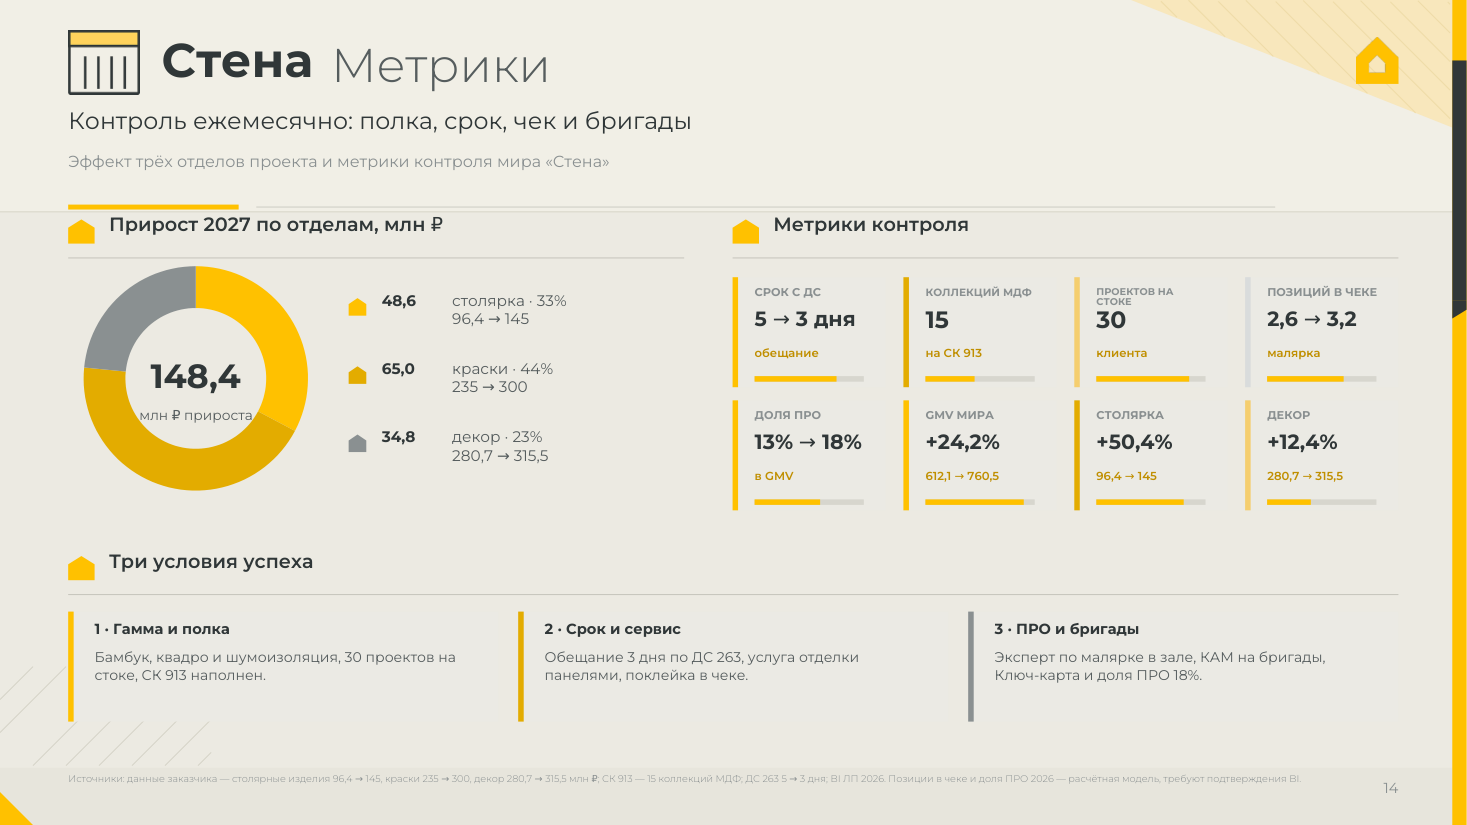 Стена Метрики
Контроль ежемесячно: полка, срок, чек и бригады
Эффект трёх отделов проекта и метрики контроля мира «Стена»
Прирост 2027 по отделам, млн ₽
148,4
млн ₽ прироста
48,6 столярка · 33%
96,4 → 145
65,0 краски · 44%
235 → 300
34,8 декор · 23%
280,7 → 315,5
Метрики контроля
СРОК С ДС
5 → 3 дня
обещание
КОЛЛЕКЦИЙ МДФ
15
на СК 913
ПРОЕКТОВ НА
СТОКЕ
30
клиента
ПОЗИЦИЙ В ЧЕКЕ
2,6 → 3,2
малярка
ДОЛЯ ПРО
13% → 18%
в GMV
GMV МИРА
+24,2%
612,1 → 760,5
СТОЛЯРКА
+50,4%
96,4 → 145
ДЕКОР
+12,4%
280,7 → 315,5
Три условия успеха
1 · Гамма и полка
Бамбук, квадро и шумоизоляция, 30 проектов на
стоке, СК 913 наполнен.
2 · Срок и сервис
Обещание 3 дня по ДС 263, услуга отделки
панелями, поклейка в чеке.
3 · ПРО и бригады
Эксперт по малярке в зале, КАМ на бригады,
Ключ-карта и доля ПРО 18%.
Источники: данные заказчика — столярные изделия 96,4 → 145, краски 235 → 300, декор 280,7 → 315,5 млн ₽; СК 913 — 15 коллекций МДФ; ДС 263 5 → 3 дня; BI ЛП 2026. Позиции в чеке и доля ПРО 2026 — расчётная модель, требуют подтверждения BI.
14